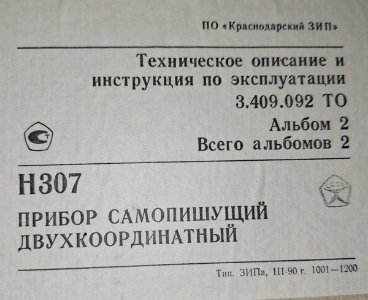 ПО «Краснодарский ЗИП»
Техническое описание и
инструкция по эксплуатации
3.409.092 ТО
Альбом 2
Всего альбомов 2
Н307
ПРИБОР САМОПИШУЩИЙ
ДВУХКООРДИНАТНЫЙ
Тип. ЗИПа, III-90 г. 1001—1200